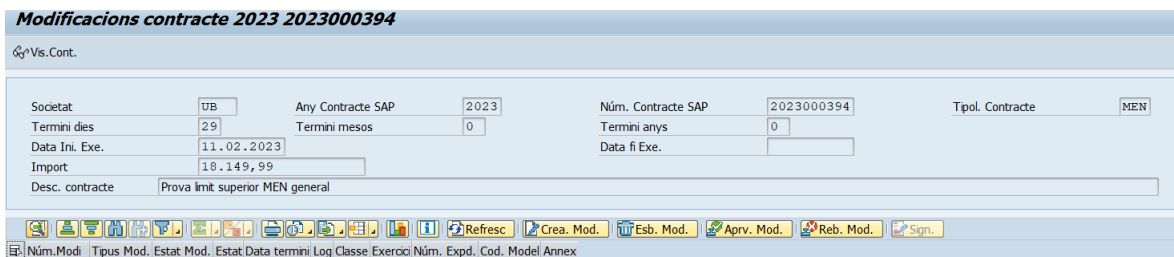 Modificacions contracte 2023 2023000394
Vis.Cont.
Societat UB Any Contracte SAP 2023 Núm. Contracte SAP 2023000394 Tipol. Contracte MEN
Termini dies 29 Termini mesos 0 Termini anys 0
Data Ini. Exe. 11.02.2023 Data fi Exe.
Import 18.149,99
Desc. contracte Prova limit superior MEN general
Refresc Crea. Mod. Esb. Mod. Aprv. Mod. Reb. Mod. Sign.
Núm.Modi Tipus Mod. Estat Mod. Estat Data termini Log Classe Exercici Núm. Expd. Cod. Model Annex